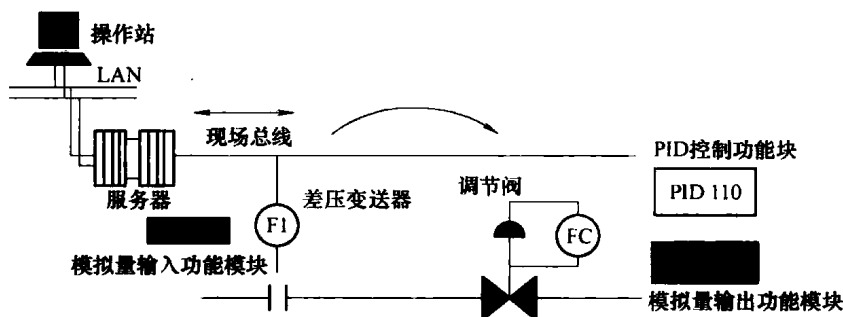 操作站
LAN
现场总线
PID控制功能块
服务器
差压变送器
调节阀
PID 110
F1
FC
模拟量输入功能模块
模拟量输出功能模块